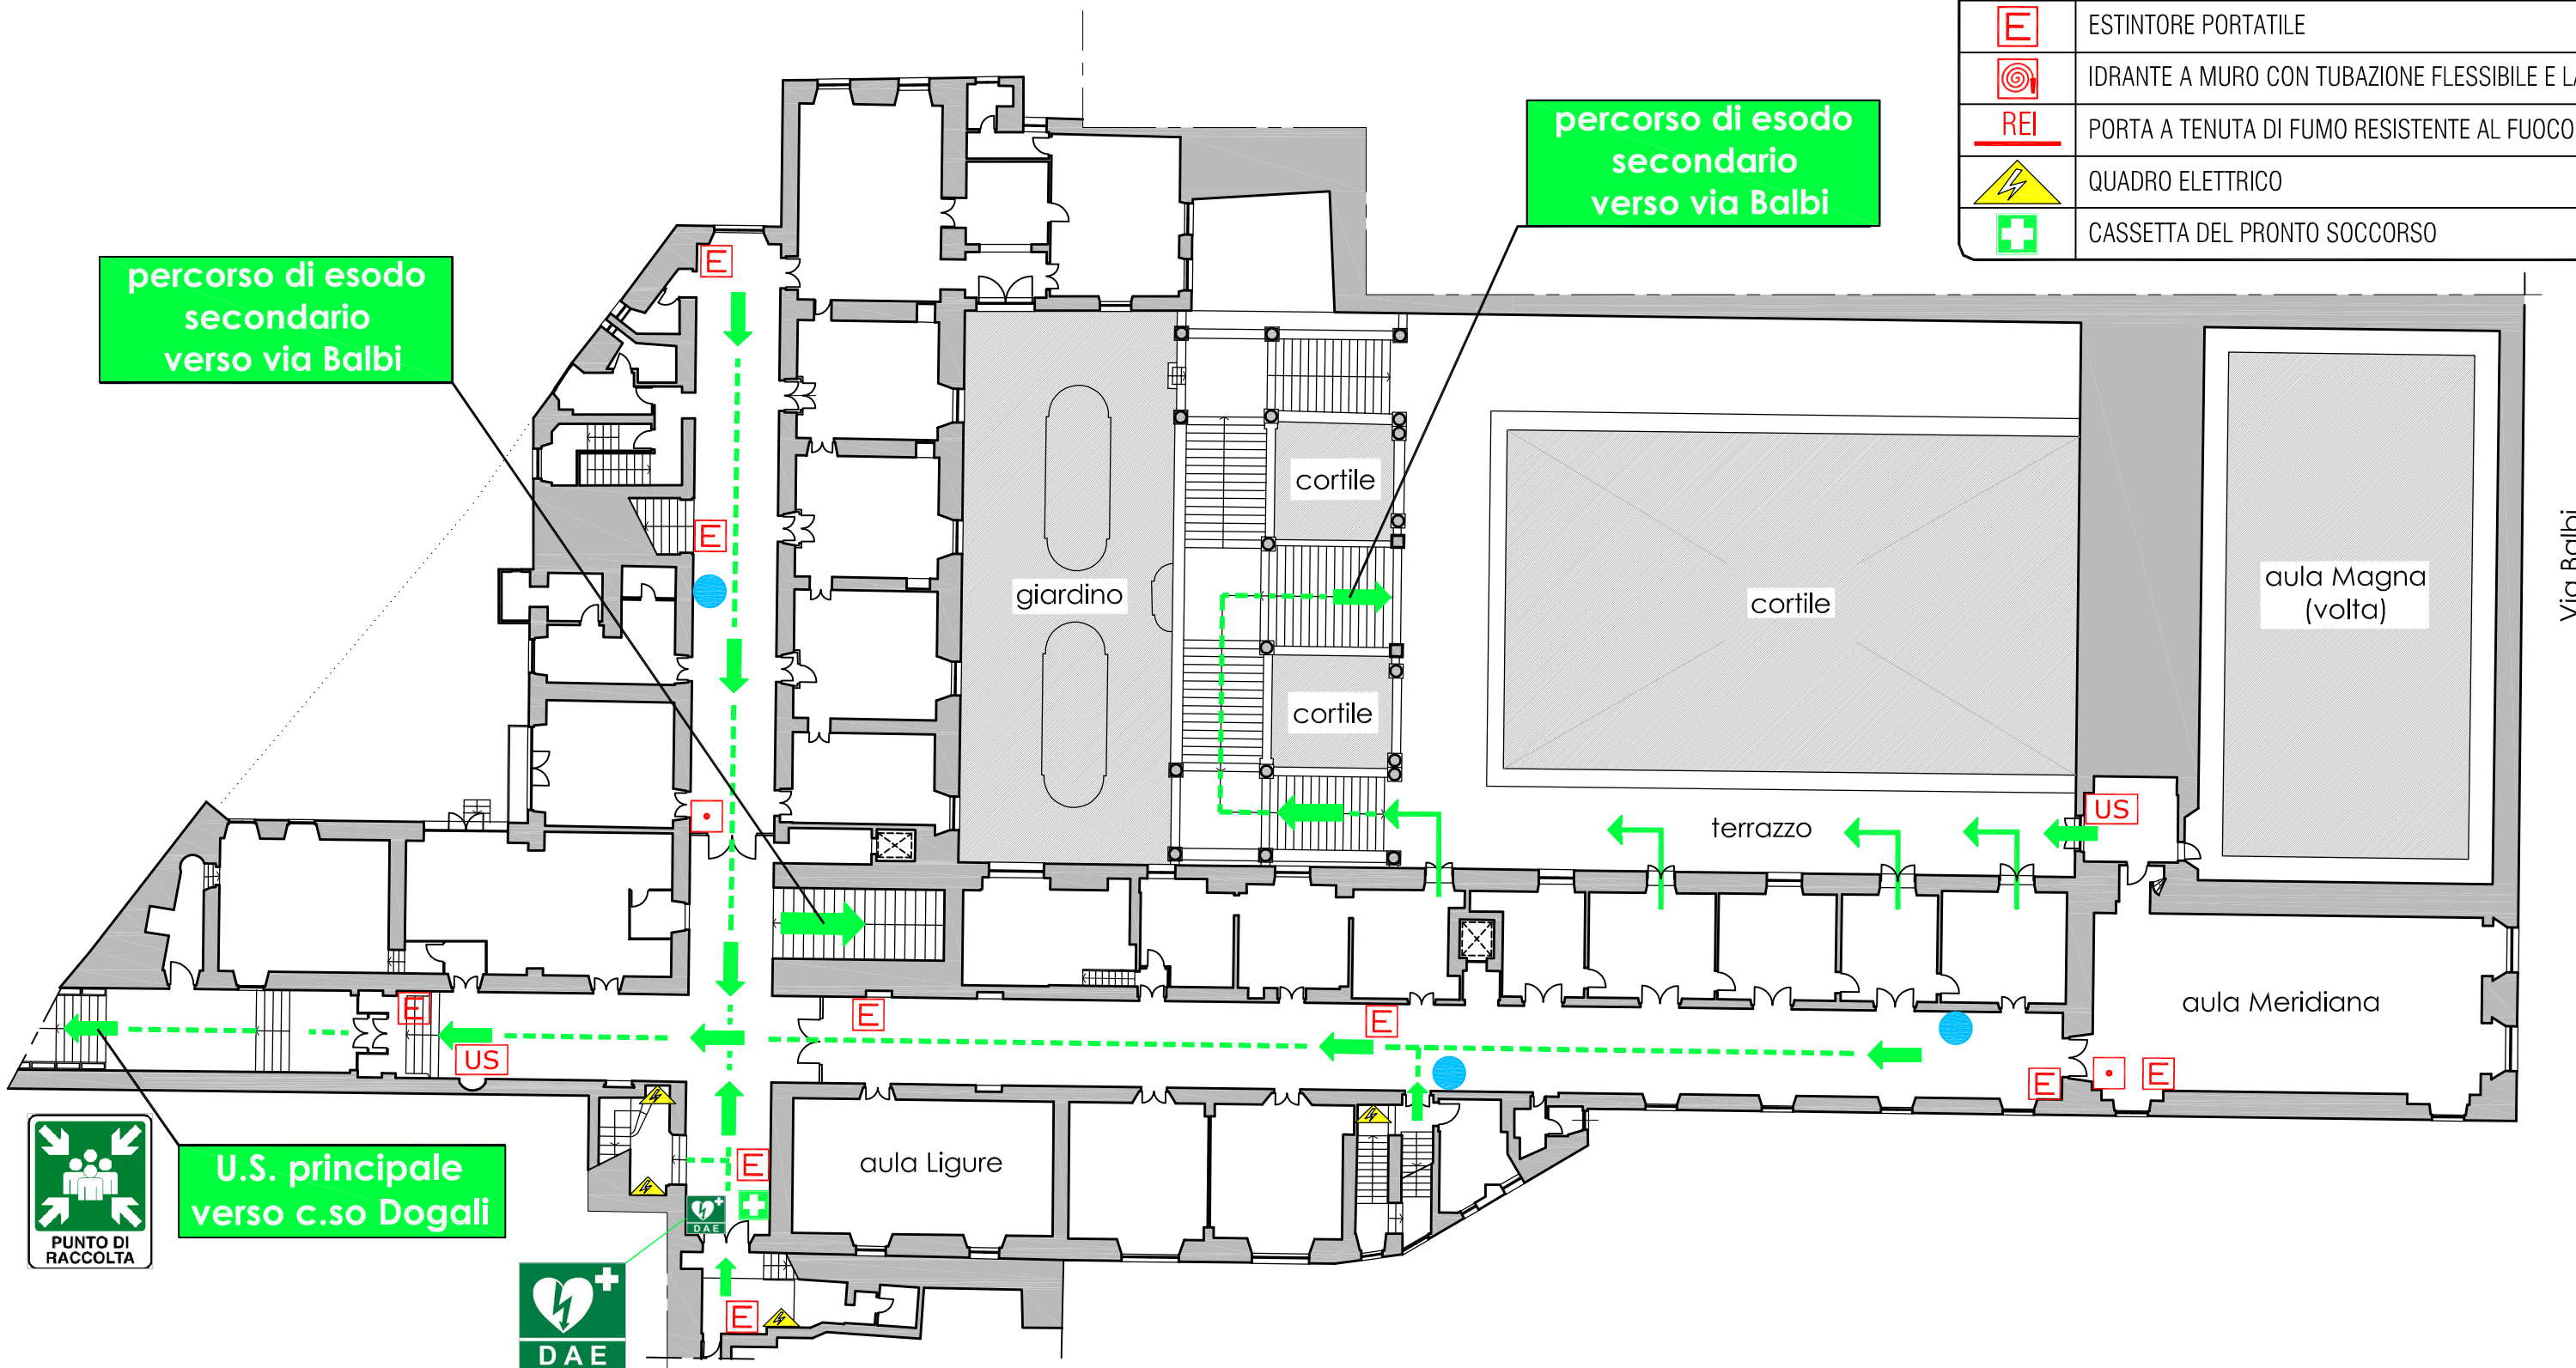 E ESTINTORE PORTATILE
IDRANTE A MURO CON TUBAZIONE FLESSIBILE E
REI PORTA A TENUTA DI FUMO RESISTENTE AL FUOCO
QUADRO ELETTRICO
CASSETTA DEL PRONTO SOCCORSO
percorso di esodo
secondario
verso via Balbi
percorso di esodo
secondario
verso via Balbi
E
E
cortile
giardino
cortile
cortile
aula Magna
(volta)
Via Balbi
terrazzo
US
aula Meridiana
E
US
E
E
E
E
aula Ligure
E
DAE
E
PUNTO DI
RACCOLTA
U.S. principale
verso c.so Dogali
DAE